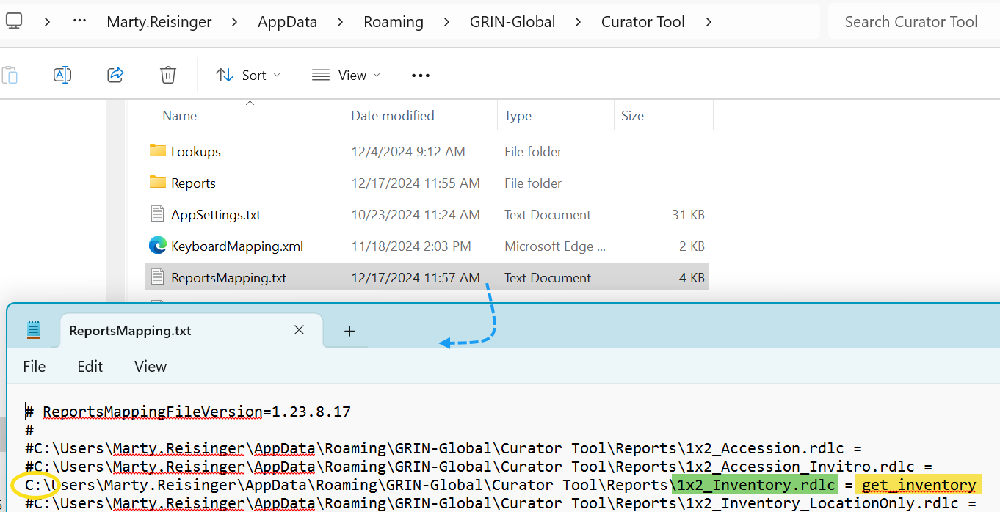 ··· Marty.Reisinger AppData Roaming GRIN-Global Curator Tool Search Curator Tool
Sort View
Name Date modified Type Size
Lookups 12/4/2024 9:12 AM File folder
Reports 12/17/2024 11:55 AM File folder
AppSettings.txt 10/23/2024 11:24 AM Text Document 31 KB
KeyboardMapping.xml 11/18/2024 2:03 PM Microsoft Edge ... 2 KB
ReportsMapping.txt 12/17/2024 11:57 AM Text Document 4 KB
ReportsMapping.txt
File Edit View
# ReportsMappingFileVersion=1.23.8.17
#
#C:\Users\Marty.Reisinger\AppData\Roaming\GRIN-Global\Curator Tool\Reports\1x2_Accession.rdlc =
#C:\Users\Marty.Reisinger\AppData\Roaming\GRIN-Global\Curator Tool\Reports\1x2_Accession_Invitro.rdlc =
C:\Users\Marty.Reisinger\AppData\Roaming\GRIN-Global\Curator Tool\Reports\1x2_Inventory.rdlc = get_inventory
#C:\Users\Marty.Reisinger\AppData\Roaming\GRIN-Global\Curator Tool\Reports\1x2_Inventory_LocationOnly.rdlc =